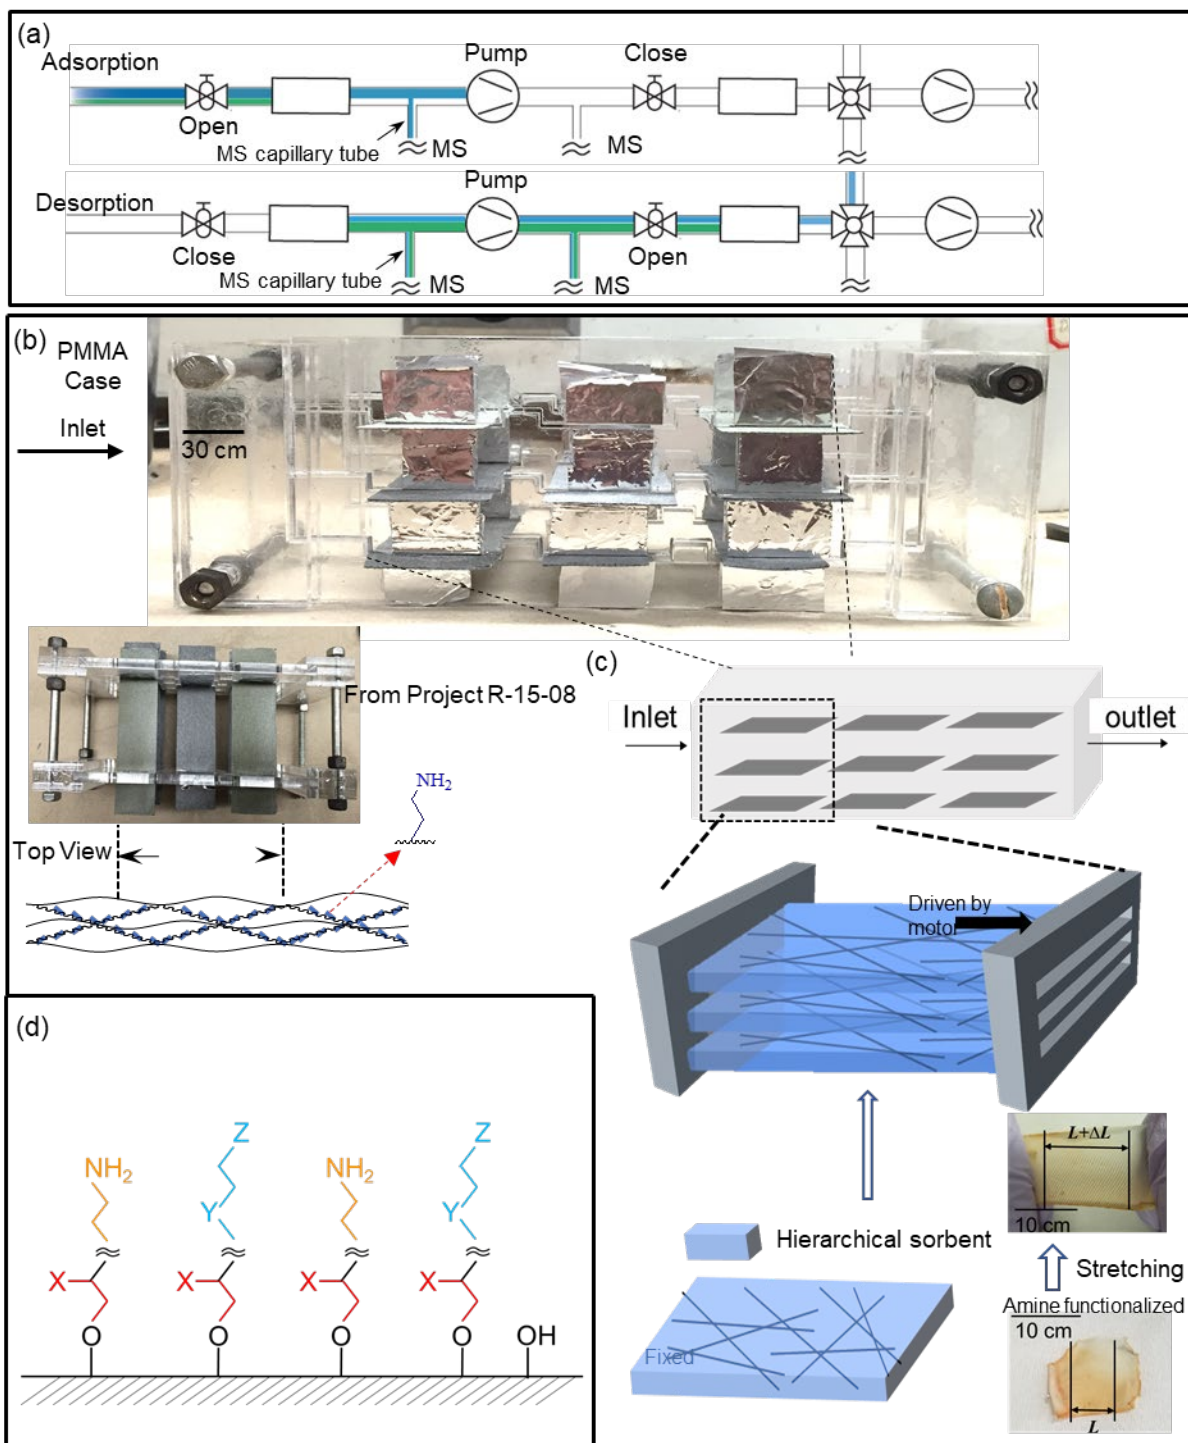 (a)
Adsorption
Pump
Close
Open
MS capillary tube
MS
MS
Desorption
Pump
Close
MS capillary tube
MS
MS
Open
(b)
PMMA
Case
Inlet
30 cm
From Project R-15-08
NH2
Top View
(c)
Inlet
outlet
Driven by
motor
L+ΔL
10 cm
Hierarchical sorbent
Stretching
Amine functionalized
10 cm
Fixed
L
(d)
Z
NH2
NH2
Z
Y
Y
X
X
X
X
O
O
O
O
OH